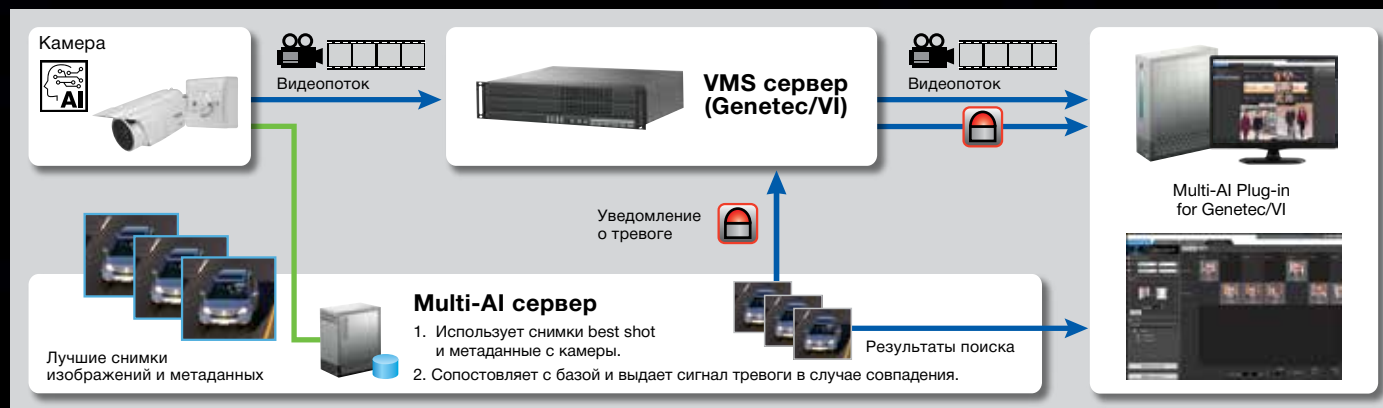 Камера
AI
Видеопоток
VMS сервер
(Genetec/VI)
Видеопоток
Multi-AI Plug-in
for Genetec/VI
Уведомление
о тревоге
Лучшие снимки
изображений и метаданных
Multi-AI сервер
1. Использует снимки best shot
и метаданные с камеры.
2. Сопостовляет с базой и выдает сигнал тревоги в случае совпадения.
Результаты поиска